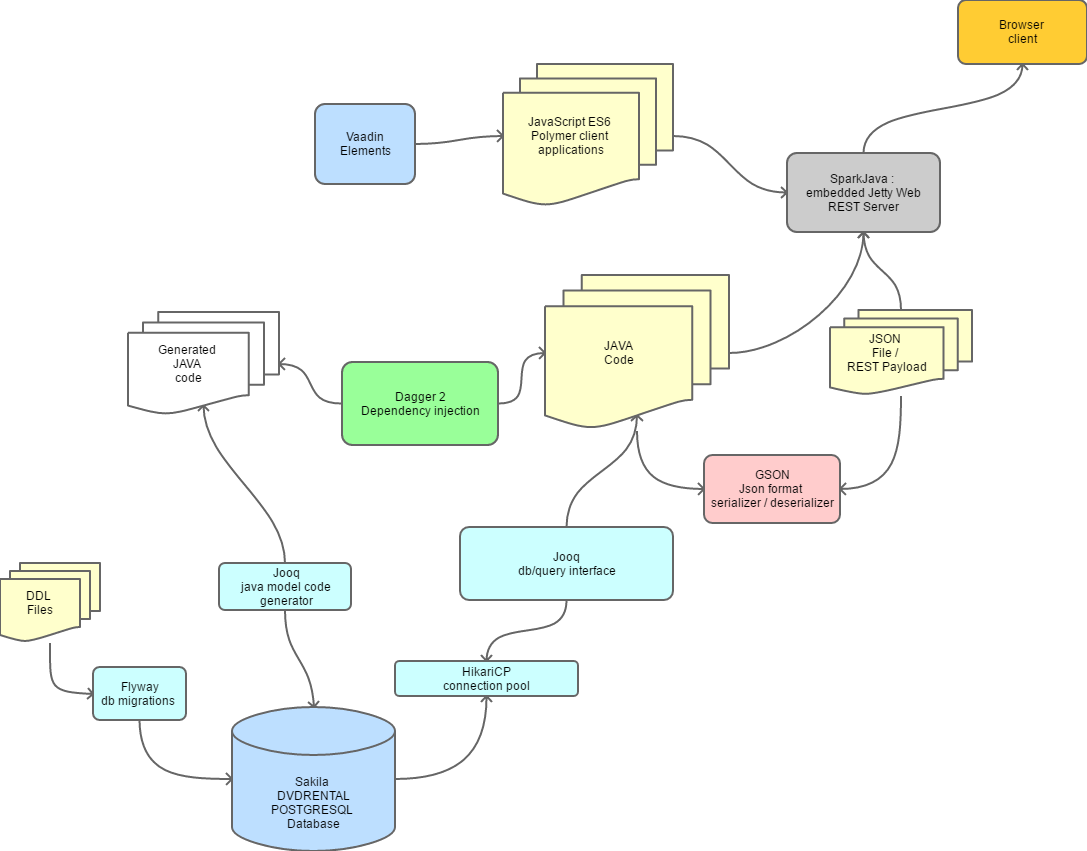 Browser
client
JavaScript ES6
Polymer client
applications
Vaadin
Elements
SparkJava :
embedded Jetty Web
REST Server
Generated
JAVA
code
Dagger 2
Dependency injection
JAVA
Code
JSON
File /
REST Payload
GSON
Json format
serializer / deserializer
Jooq
java model code
generator
Jooq
db/query interface
DDL
Files
Flyway
db migrations
HikariCP
connection pool
Sakila
DVDRENTAL
POSTGRESQL
Database